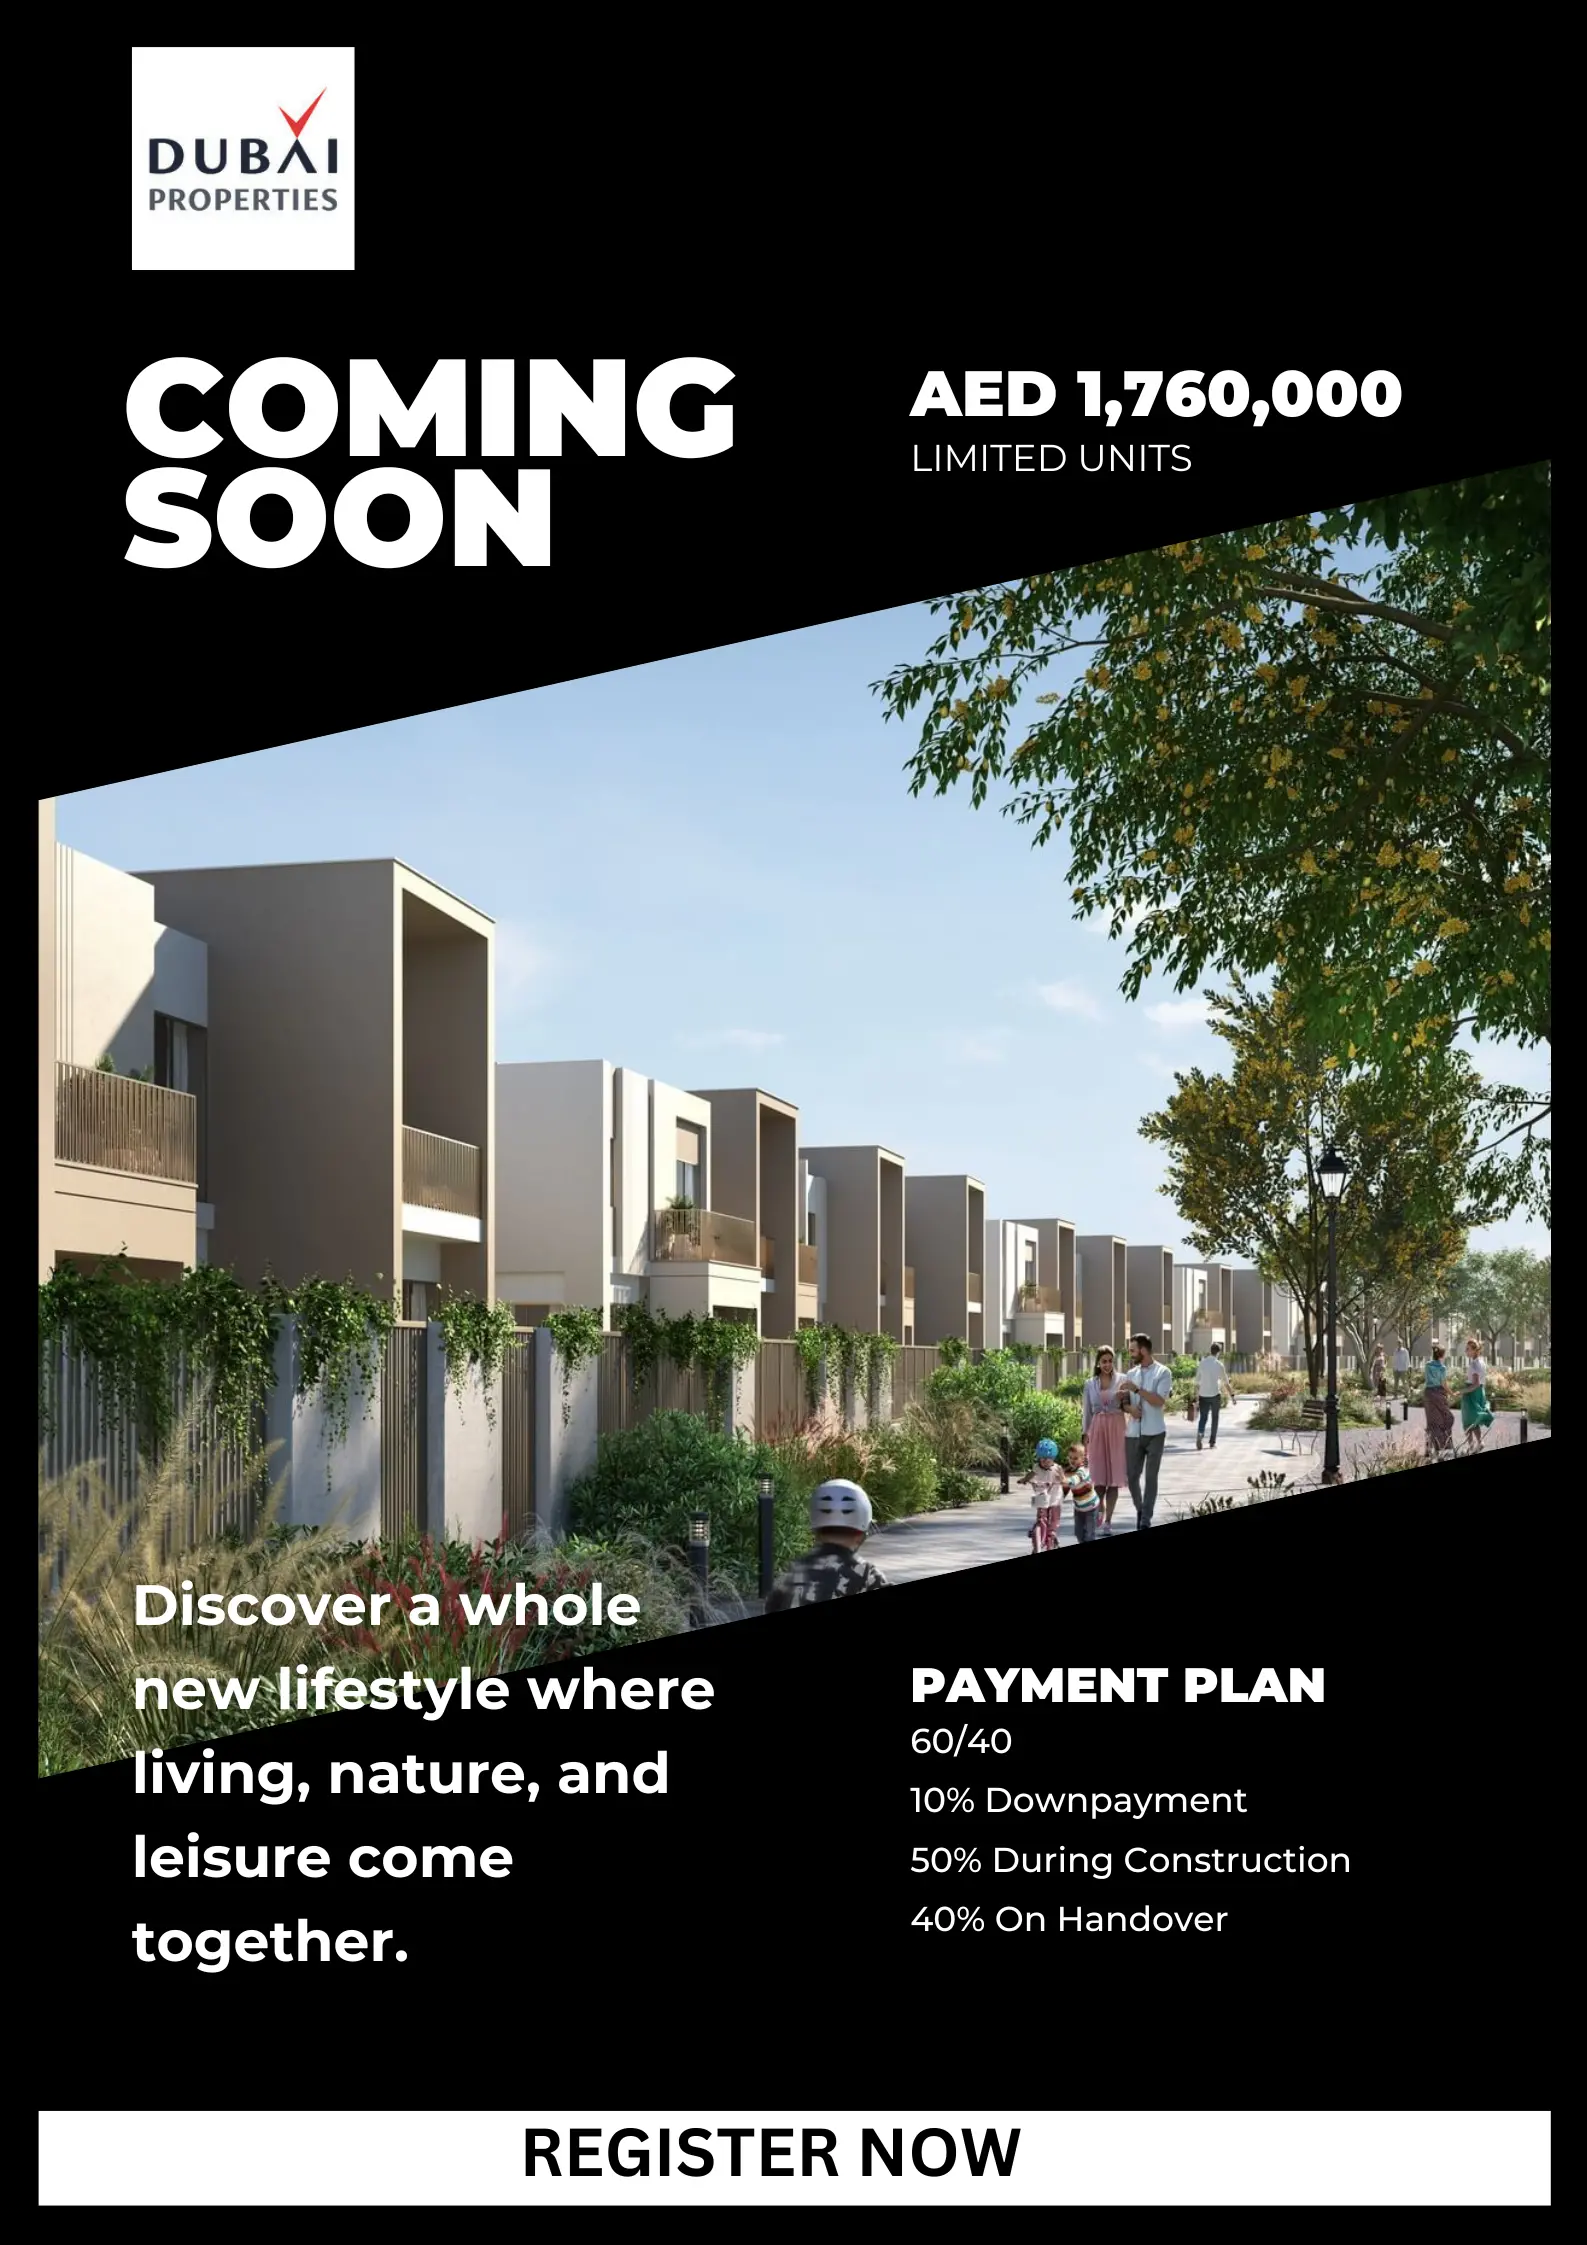 DUBAI
PROPERTIES
COMING
SOON
AED 1,760,000
LIMITED UNITS
Discover a whole
new lifestyle where
living, nature, and
leisure come
together.
PAYMENT PLAN
60/40
10% Downpayment
50% During Construction
40% On Handover
REGISTER NOW